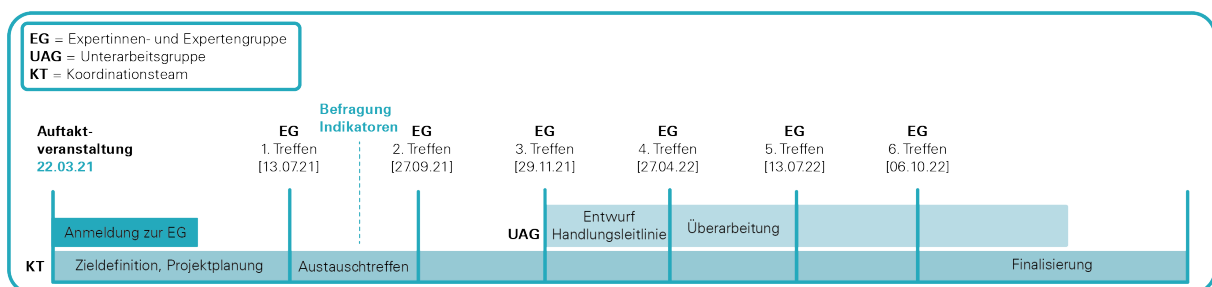 EG = Expertinnen- und Expertengruppe
UAG = Unterarbeitsgruppe
KT = Koordinationsteam
Befragung
Indikatoren
Auftakt-
veranstaltung
22.03.21
EG
1. Treffen
[13.07.21]
EG
2. Treffen
[27.09.21]
EG
3. Treffen
[29.11.21]
EG
4. Treffen
[27.04.22]
EG
5. Treffen
[13.07.22]
EG
6. Treffen
[06.10.22]
Anmeldung zur EG
UAG
Entwurf
Handlungsleitlinie
Überarbeitung
KT
Zieldefinition, Projektplanung
Austauschtreffen
Finalisierung